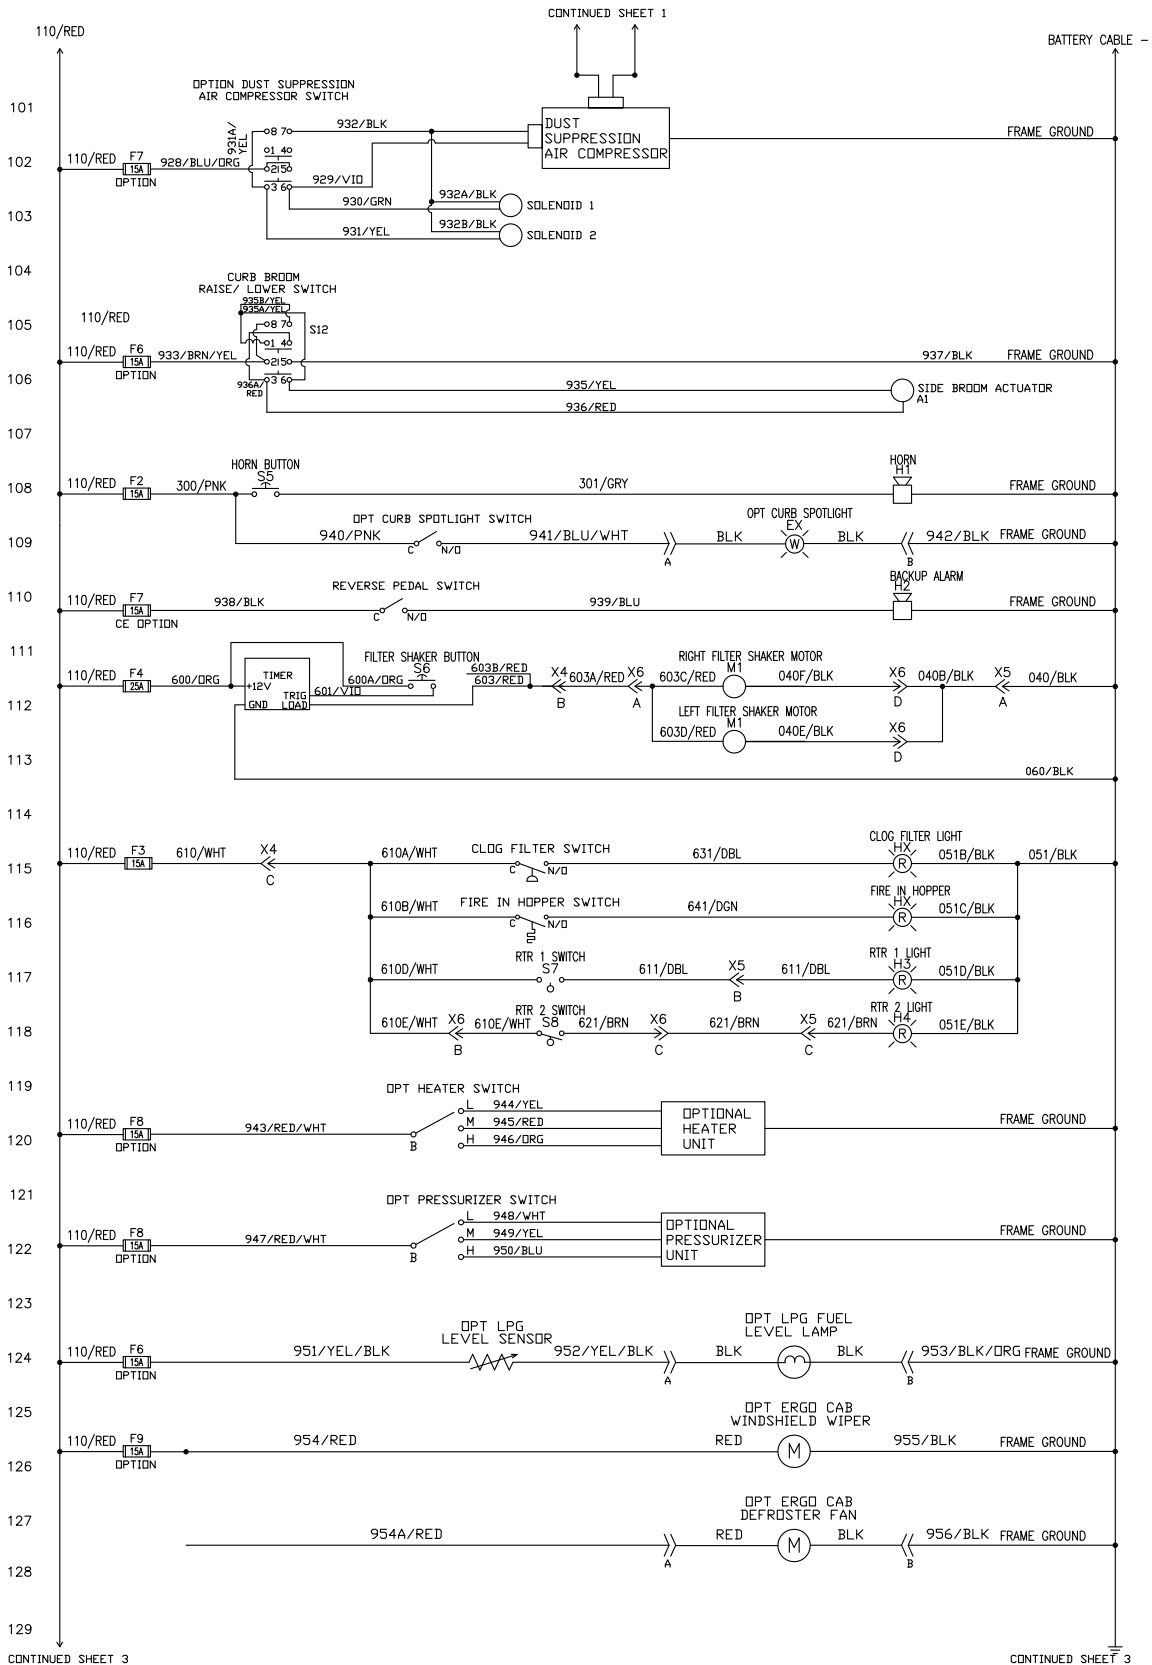 CONTINUED SHEET 1
110/RED
BATTERY CABLE -
OPTION DUST SUPPRESSION
AIR COMPRESSOR SWITCH
101
931A/
YEL
8 7
932/BLK
DUST
SUPPRESSION
AIR COMPRESSOR
FRAME GROUND
1 4
102
110/RED
F7
15A
OPTION
928/BLU/ORG
2 5
3 6
929/VIO
932A/BLK
930/GRN
SOLENOID 1
103
932B/BLK
931/YEL
SOLENOID 2
104
CURB BROOM
RAISE/ LOWER SWITCH
935B/YEL
935A/YEL
105
110/RED
8 7
S12
1 4
110/RED
F6
15A
OPTION
933/BRN/YEL
2 5
937/BLK
FRAME GROUND
106
936A/
RED
3 6
935/YEL
SIDE BROOM ACTUATOR
A1
936/RED
107
HORN BUTTON
S5
HORN
H1
108
110/RED
F2
15A
300/PNK
301/GRY
FRAME GROUND
OPT CURB SPOTLIGHT SWITCH
OPT CURB SPOTLIGHT
EX
109
940/PNK
C
N/O
941/BLU/WHT
A
BLK
W
BLK
B
942/BLK
FRAME GROUND
REVERSE PEDAL SWITCH
BACKUP ALARM
H2
110
110/RED
F7
15A
CE OPTION
938/BLK
C
N/O
939/BLU
FRAME GROUND
111
FILTER SHAKER BUTTON
S6
RIGHT FILTER SHAKER MOTOR
M1
110/RED
F4
25A
600/ORG
TIMER
+12V
TRIG
GND
LOAD
600A/ORG
601/VIO
603B/RED
603/RED
X4
B
603A/RED
X6
A
603C/RED
040F/BLK
X6
D
040B/BLK
X5
A
040/BLK
112
LEFT FILTER SHAKER MOTOR
M1
603D/RED
040E/BLK
X6
D
113
060/BLK
114
110/RED
F3
15A
610/WHT
X4
C
610A/WHT
CLOG FILTER SWITCH
C
N/O
631/DBL
CLOG FILTER LIGHT
HX
R
051B/BLK
051/BLK
115
610B/WHT
FIRE IN HOPPER SWITCH
C
N/O
641/DGN
FIRE IN HOPPER
HX
R
051C/BLK
116
610D/WHT
RTR 1 SWITCH
S7
611/DBL
X5
B
611/DBL
RTR 1 LIGHT
H3
R
051D/BLK
117
610E/WHT
X6
B
610E/WHT
RTR 2 SWITCH
S8
621/BRN
X6
C
621/BRN
X5
C
621/BRN
RTR 2 LIGHT
H4
R
051E/BLK
118
119
OPT HEATER SWITCH
110/RED
F8
15A
OPTION
943/RED/WHT
B
L
944/YEL
M
945/RED
H
946/ORG
OPTIONAL
HEATER
UNIT
FRAME GROUND
120
121
OPT PRESSURIZER SWITCH
110/RED
F8
15A
OPTION
947/RED/WHT
B
L
948/WHT
M
949/YEL
H
950/BLU
OPTIONAL
PRESSURIZER
UNIT
FRAME GROUND
122
123
OPT LPG
LEVEL SENSOR
OPT LPG FUEL
LEVEL LAMP
124
110/RED
F6
15A
OPTION
951/YEL/BLK
952/YEL/BLK
A
BLK
BLK
B
953/BLK/ORG
FRAME GROUND
125
OPT ERGO CAB
WINDSHIELD WIPER
110/RED
F9
15A
OPTION
954/RED
RED
M
955/BLK
FRAME GROUND
126
127
OPT ERGO CAB
DEFROSTER FAN
954A/RED
A
RED
M
BLK
B
956/BLK
FRAME GROUND
128
129
CONTINUED SHEET 3
CONTINUED SHEET 3